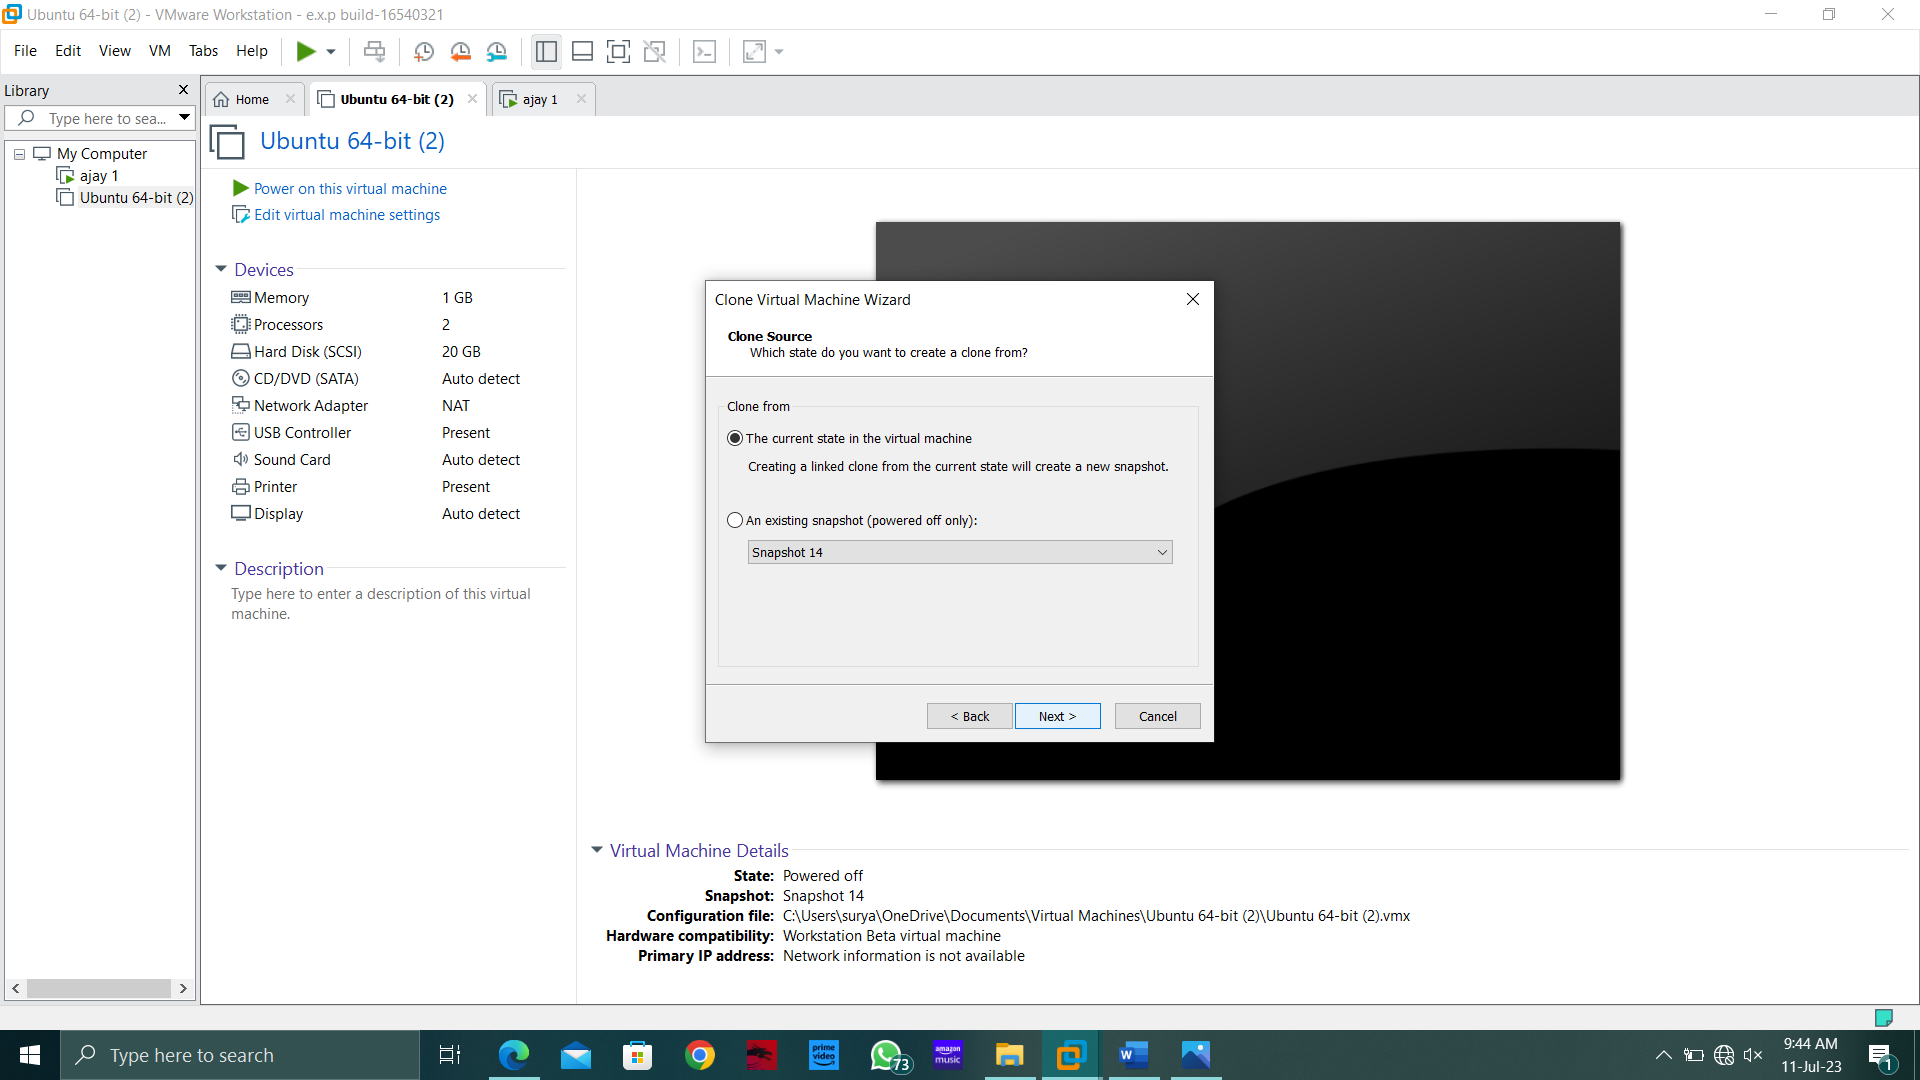 Ubuntu 64-bit (2) - VMware Workstation - e.x.p build-16540321
File Edit View VM Tabs Help
Library
Type here to sea...
My Computer
ajay 1
Ubuntu 64-bit (2)
Home
Ubuntu 64-bit (2)
ajay 1
Ubuntu 64-bit (2)
Power on this virtual machine
Edit virtual machine settings
Devices
Memory 1 GB
Processors 2
Hard Disk (SCSI) 20 GB
CD/DVD (SATA) Auto detect
Network Adapter NAT
USB Controller Present
Sound Card Auto detect
Printer Present
Display Auto detect
Description
Type here to enter a description of this virtual
machine.
Clone Virtual Machine Wizard
Clone Source
Which state do you want to create a clone from?
Clone from
The current state in the virtual machine
Creating a linked clone from the current state will create a new snapshot.
An existing snapshot (powered off only):
Snapshot 14
< Back Next > Cancel
Virtual Machine Details
State: Powered off
Snapshot: Snapshot 14
Configuration file: C:\Users\surya\OneDrive\Documents\Virtual Machines\Ubuntu 64-bit (2)\Ubuntu 64-bit (2).vmx
Hardware compatibility: Workstation Beta virtual machine
Primary IP address: Network information is not available
Type here to search
prime
video
73
amazon
music
W
9:44 AM
11-Jul-23
1